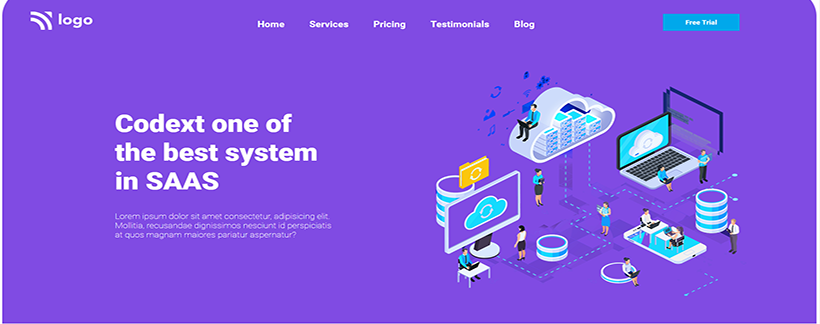 logo
Home Services Pricing Testimonials Blog
Free Trial
Codext one of
the best system
in SAAS
Lorem ipsum dolor sit amet consectetur, adipisicing elit.
Mollitia, recusandae dignissimos nesciunt id perspiciatis
at quos magnam maiores pariatur aspernatur?